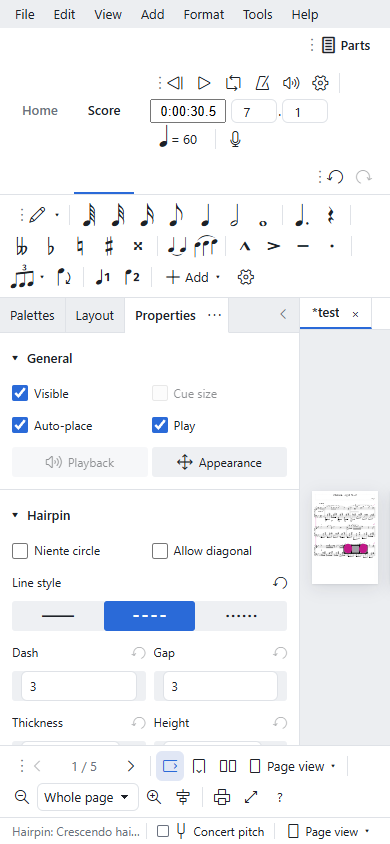 File Edit View Add Format Tools Help
Parts
Home Score 0:00:30.5 7 . 1
= 60
3 1 2 Add
Palettes Layout Properties ··· *test ×
General
Visible Cue size
Auto-place Play
Playback Appearance
Hairpin
Niente circle Allow diagonal
Line style
Dash Gap
3 3
Thickness Height
1 / 5 Page view
Whole page ?
Hairpin: Crescendo hai... Concert pitch Page view